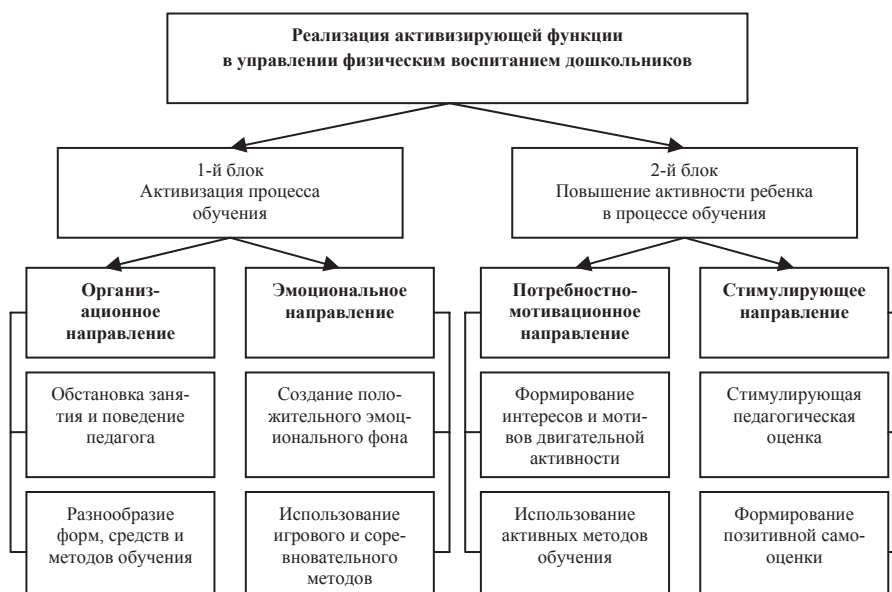 Реализация активизирующей функции
в управлении физическим воспитанием дошкольников
1-й блок
Активизация процесса
обучения
2-й блок
Повышение активности ребенка
в процессе обучения
Организ-
ационное
направление
Эмоциональное
направление
Потребностно-
мотивационное
направление
Стимулирующее
направление
Обстановка заня-
тия и поведение
педагога
Создание поло-
жительного эмоц-
ионального фона
Формирование
интересов и моти-
вов двигательной
активности
Стимулирующая
педагогическая
оценка
Разнообразие
форм, средств и
методов обучения
Использование
игрового и соре-
вновательного
методов
Использование
активных методов
обучения
Формирование
позитивной само-
оценки